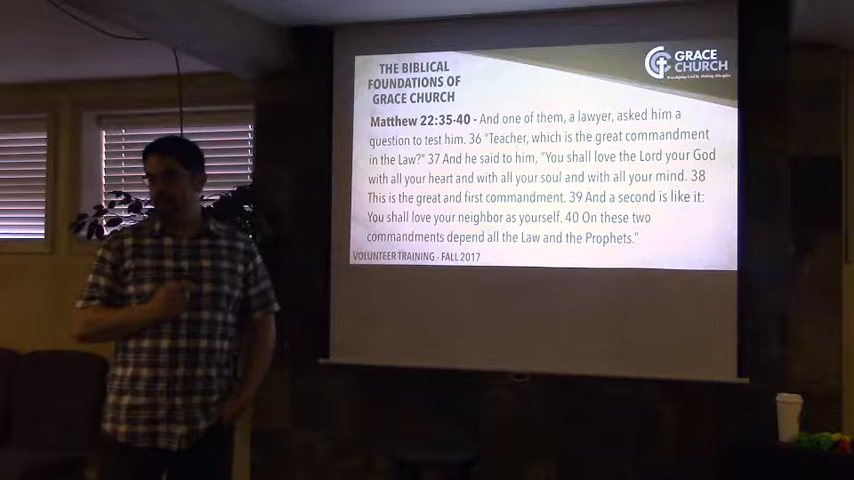 THE BIBLICAL
FOUNDATIONS OF
GRACE CHURCH
GRACE
CHURCH
Matthew 22:35-40 - And one of them, a lawyer, asked him a
question to test him. 36 "Teacher, which is the great commandment
in the Law?" 37 And he said to him, "You shall love the Lord your God
with all your heart and with all your soul and with all your mind. 38
This is the great and first commandment. 39 And a second is like it:
You shall love your neighbor as yourself. 40 On these two
commandments depend all the Law and the Prophets."
VOLUNTEER TRAINING - FALL 2017